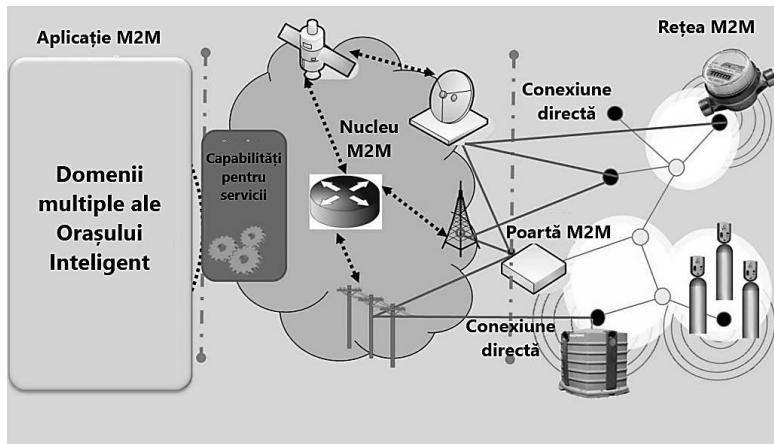 Aplicație M2M
Rețea M2M
Conexiune
directă
Nucleu
M2M
Capabilități
pentru
servicii
Domenii
multiple ale
Orașului
Inteligent
Poartă M2M
Conexiune
directă